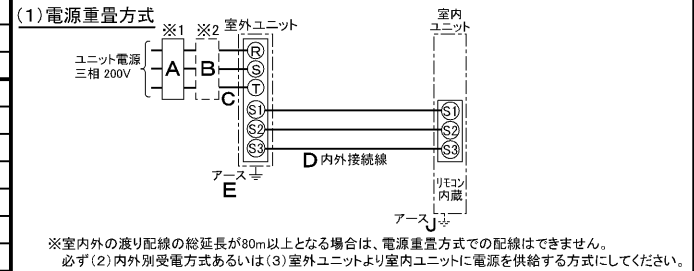 (1)電源重畳方式
※1 ※2 室外ユニット
室内
ユニット
ユニット電源
三相 200V
A
B
C
R
S
T
S1
S2
S3
S1
S2
S3
D 内外接続線
アース
E
リモコン
内蔵
アース J
※室内外の渡り配線の総延長が80m以上となる場合は、電源重畳方式での配線はできません。
必ず(2)内外別受電方式あるいは(3)室外ユニットより室内ユニットに電源を供給する方式にしてください。